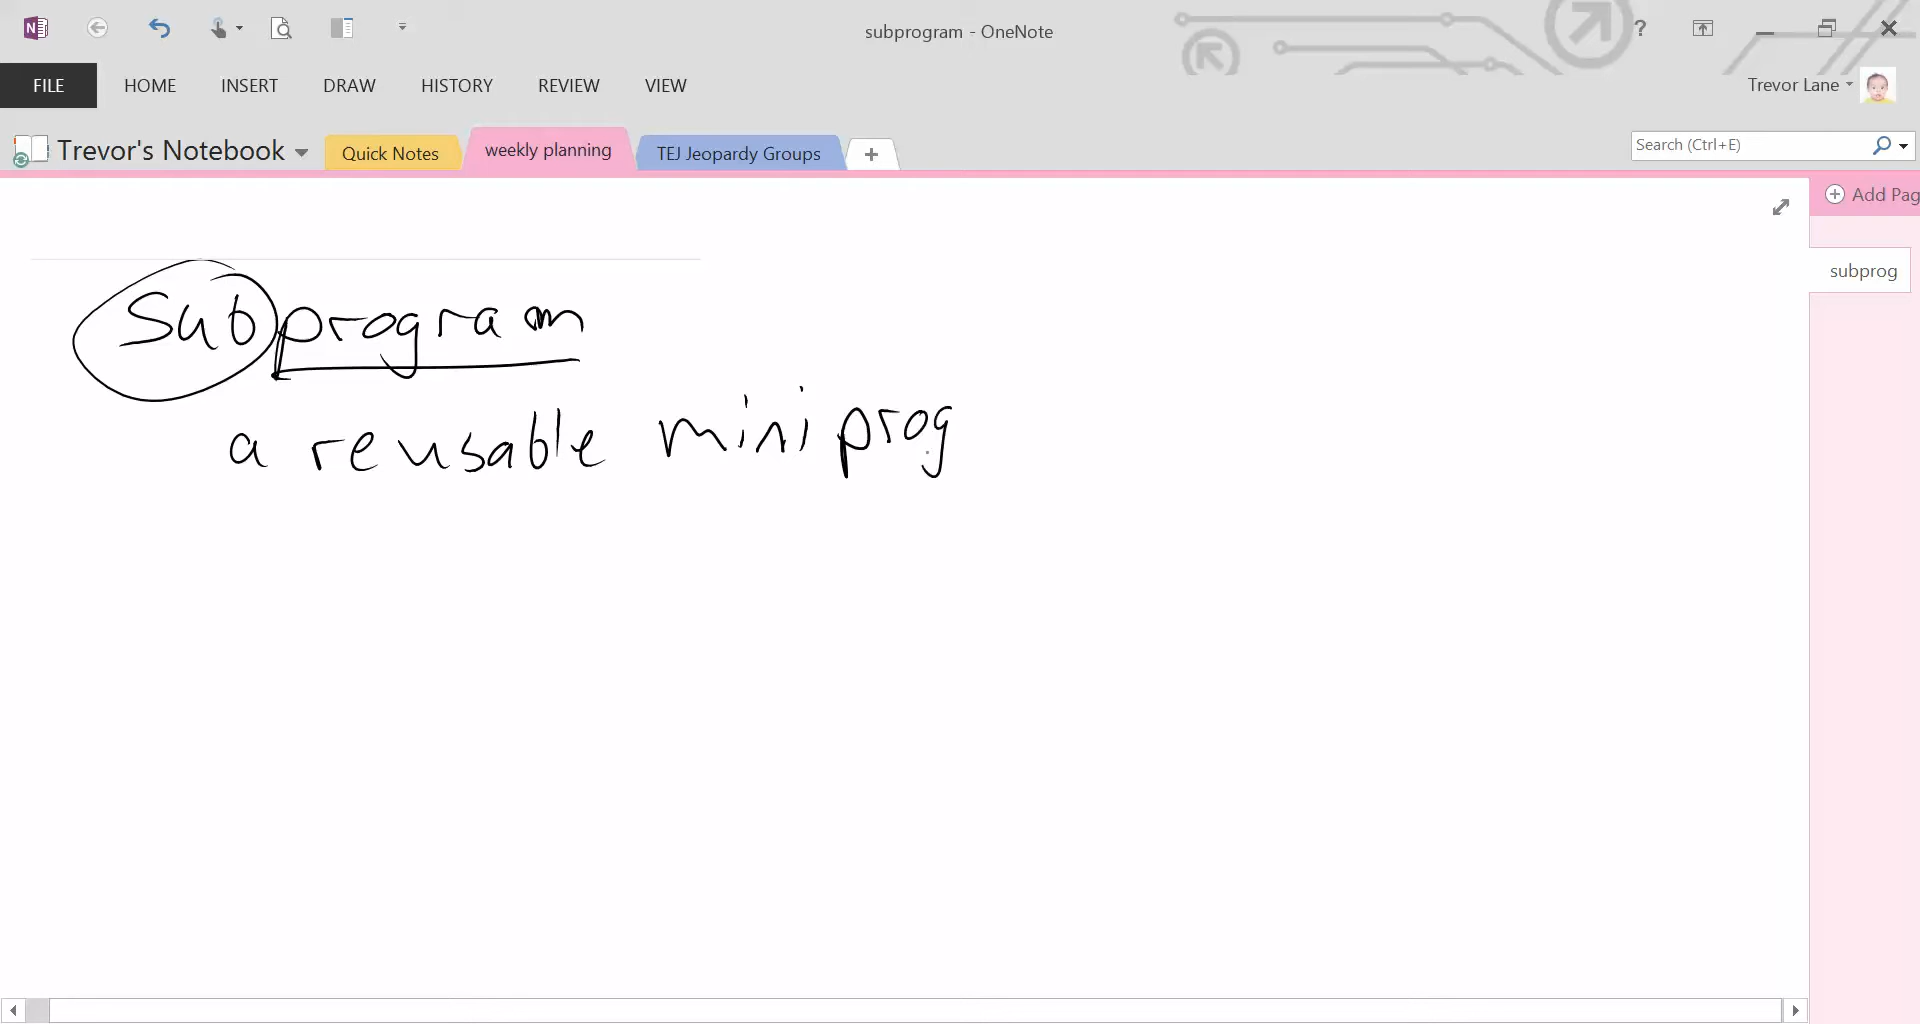 subprogram - OneNote
?
FILE HOME INSERT DRAW HISTORY REVIEW VIEW
Trevor Lane
Trevor's Notebook Quick Notes weekly planning TEJ Jeopardy Groups +
Search (Ctrl+E)
Add Pag
subprog
Subprogram
a reusable mini prog